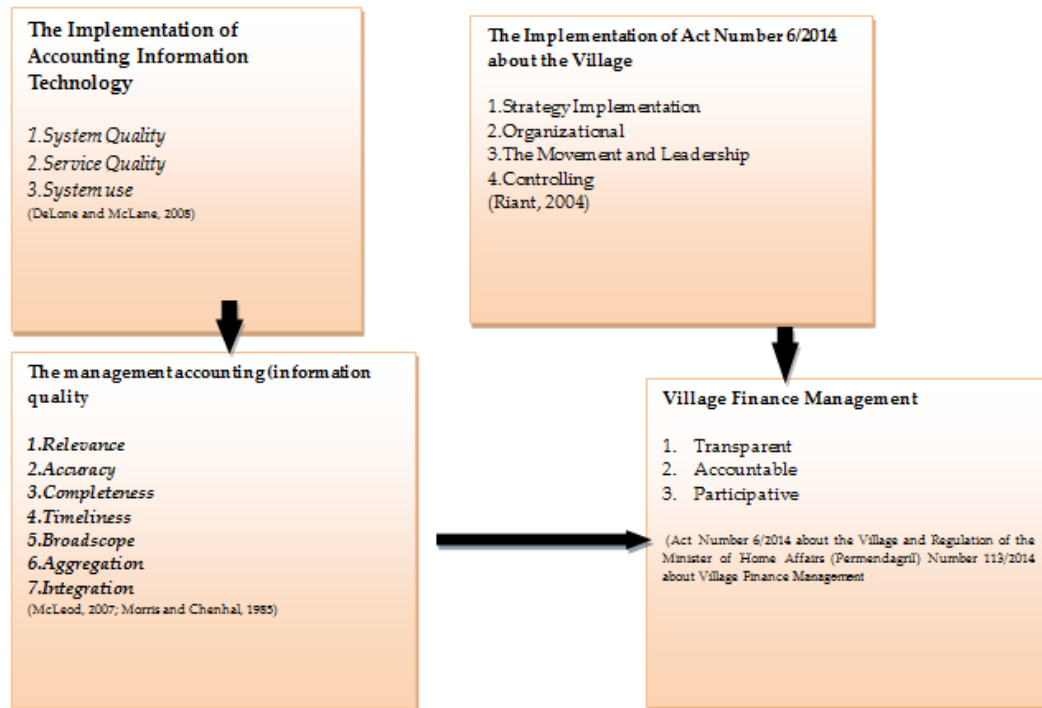 The Implementation of
Accounting Information
Technology
1.System Quality
2.Service Quality
3.System use
(DeLone and McLane, 2008)
The Implementation of Act Number 6/2014
about the Village
1.Strategy Implementation
2.Organizational
3.The Movement and Leadership
4.Controlling
(Riant, 2004)
The management accounting (information
quality
1.Relevance
2.Accuracy
3.Completeness
4.Timeliness
5.Broadscope
6.Aggregation
7.Integration
(McLeod, 2007; Morris and Chenhal, 1985)
Village Finance Management
1. Transparent
2. Accountable
3. Participative
(Act Number 6/2014 about the Village and Regulation of the
Minister of Home Affairs (Permendagril) Number 113/2014
about Village Finance Management